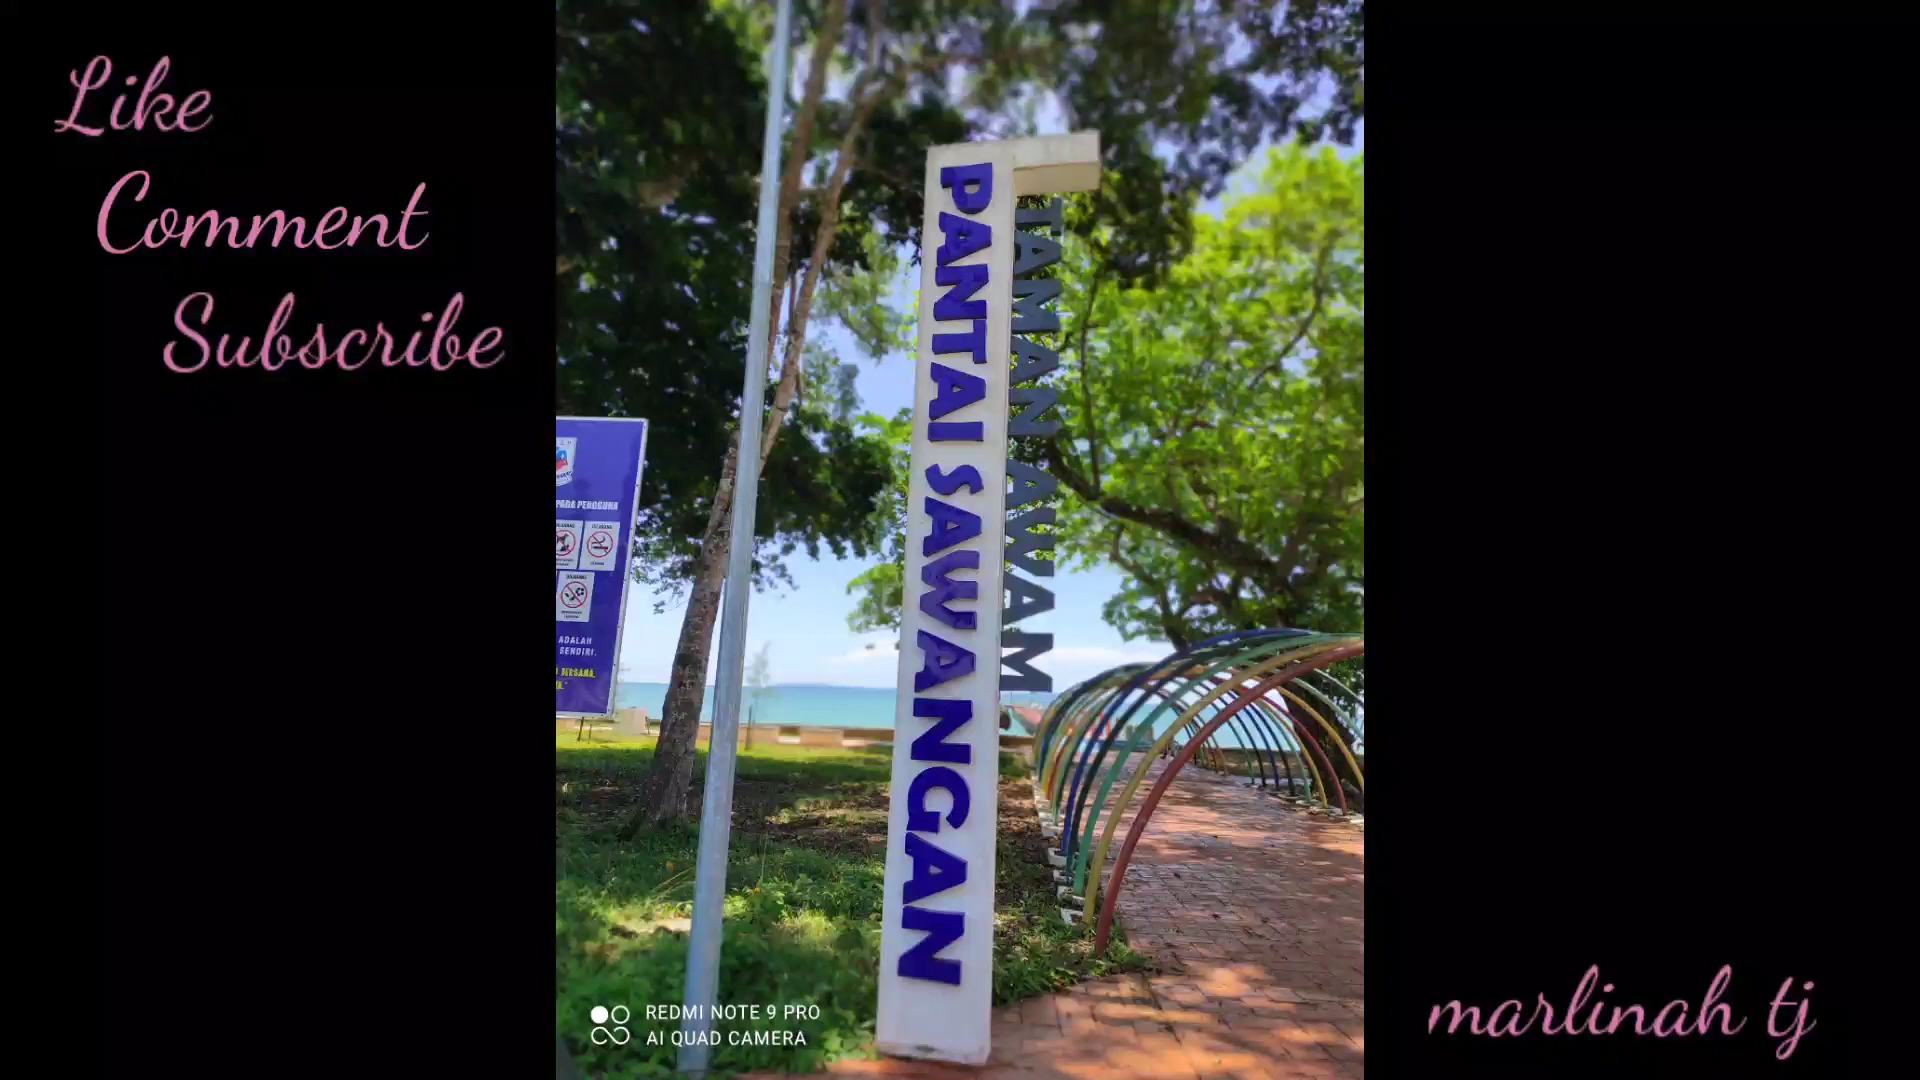 Like
Comment
Subscribe
PANTAI SAWANGAN
TAMAN AWAM
PADA PENGGUNA
ADALAH
SENDIRI.
BERSAMA.
REDMI NOTE 9 PRO
AI QUAD CAMERA
marlinah tj